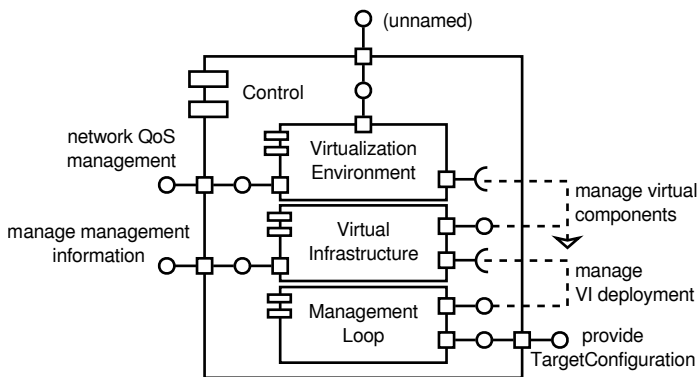 (unnamed)
Control
network QoS
management
Virtualization
Environment
manage virtual
components
manage management
information
Virtual
Infrastructure
manage
VI deployment
Management
Loop
provide
TargetConfiguration